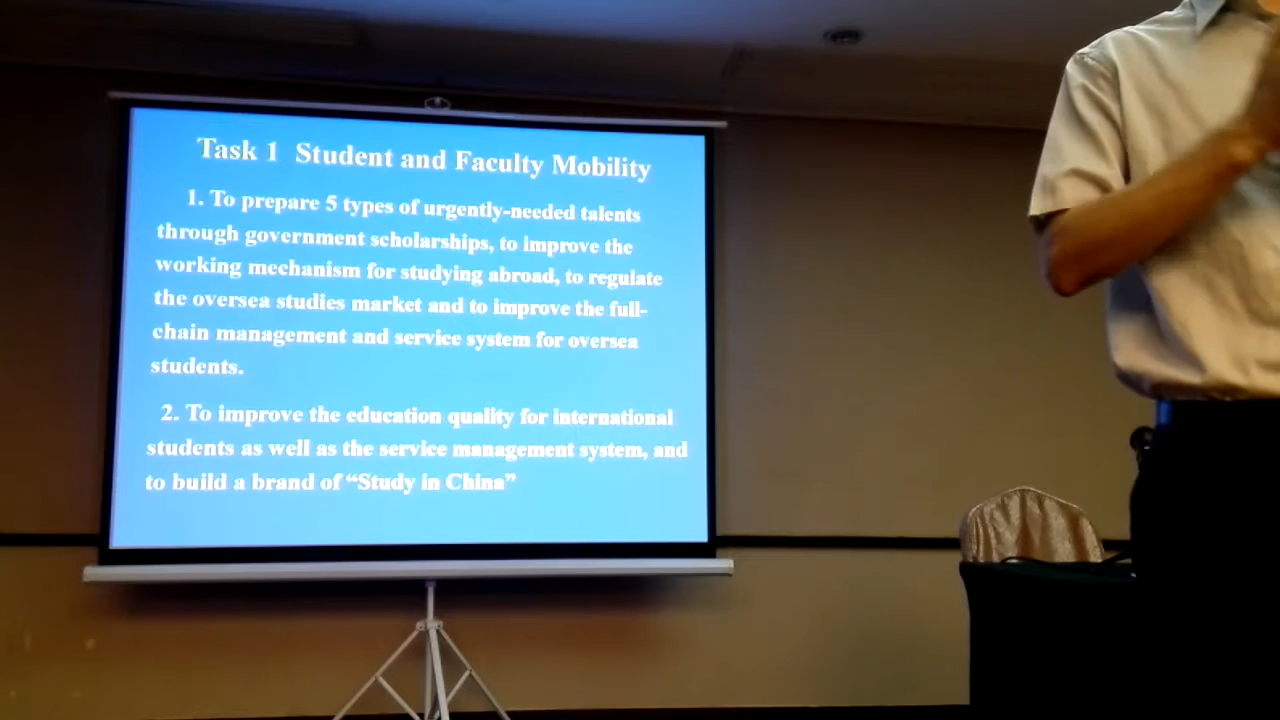 Task 1 Student and Faculty Mobility
1. To prepare 5 types of urgently-needed talents
through government scholarships, to improve the
working mechanism for studying abroad, to regulate
the oversea studies market and to improve the full-
chain management and service system for oversea
students.
2. To improve the education quality for international
students as well as the service management system, and
to build a brand of “Study in China”